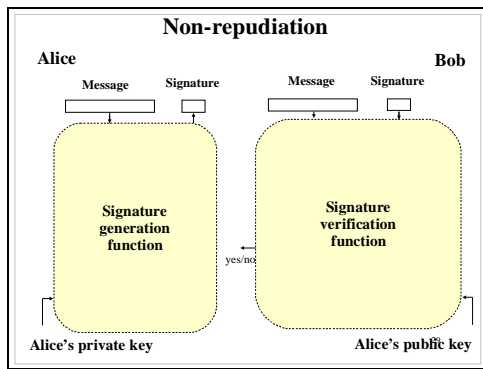 Non-repudiation
Alice
Bob
Message
Signature
Message
Signature
Signature
generation
function
Signature
verification
function
yes/no
Alice's private key
Alice's public key